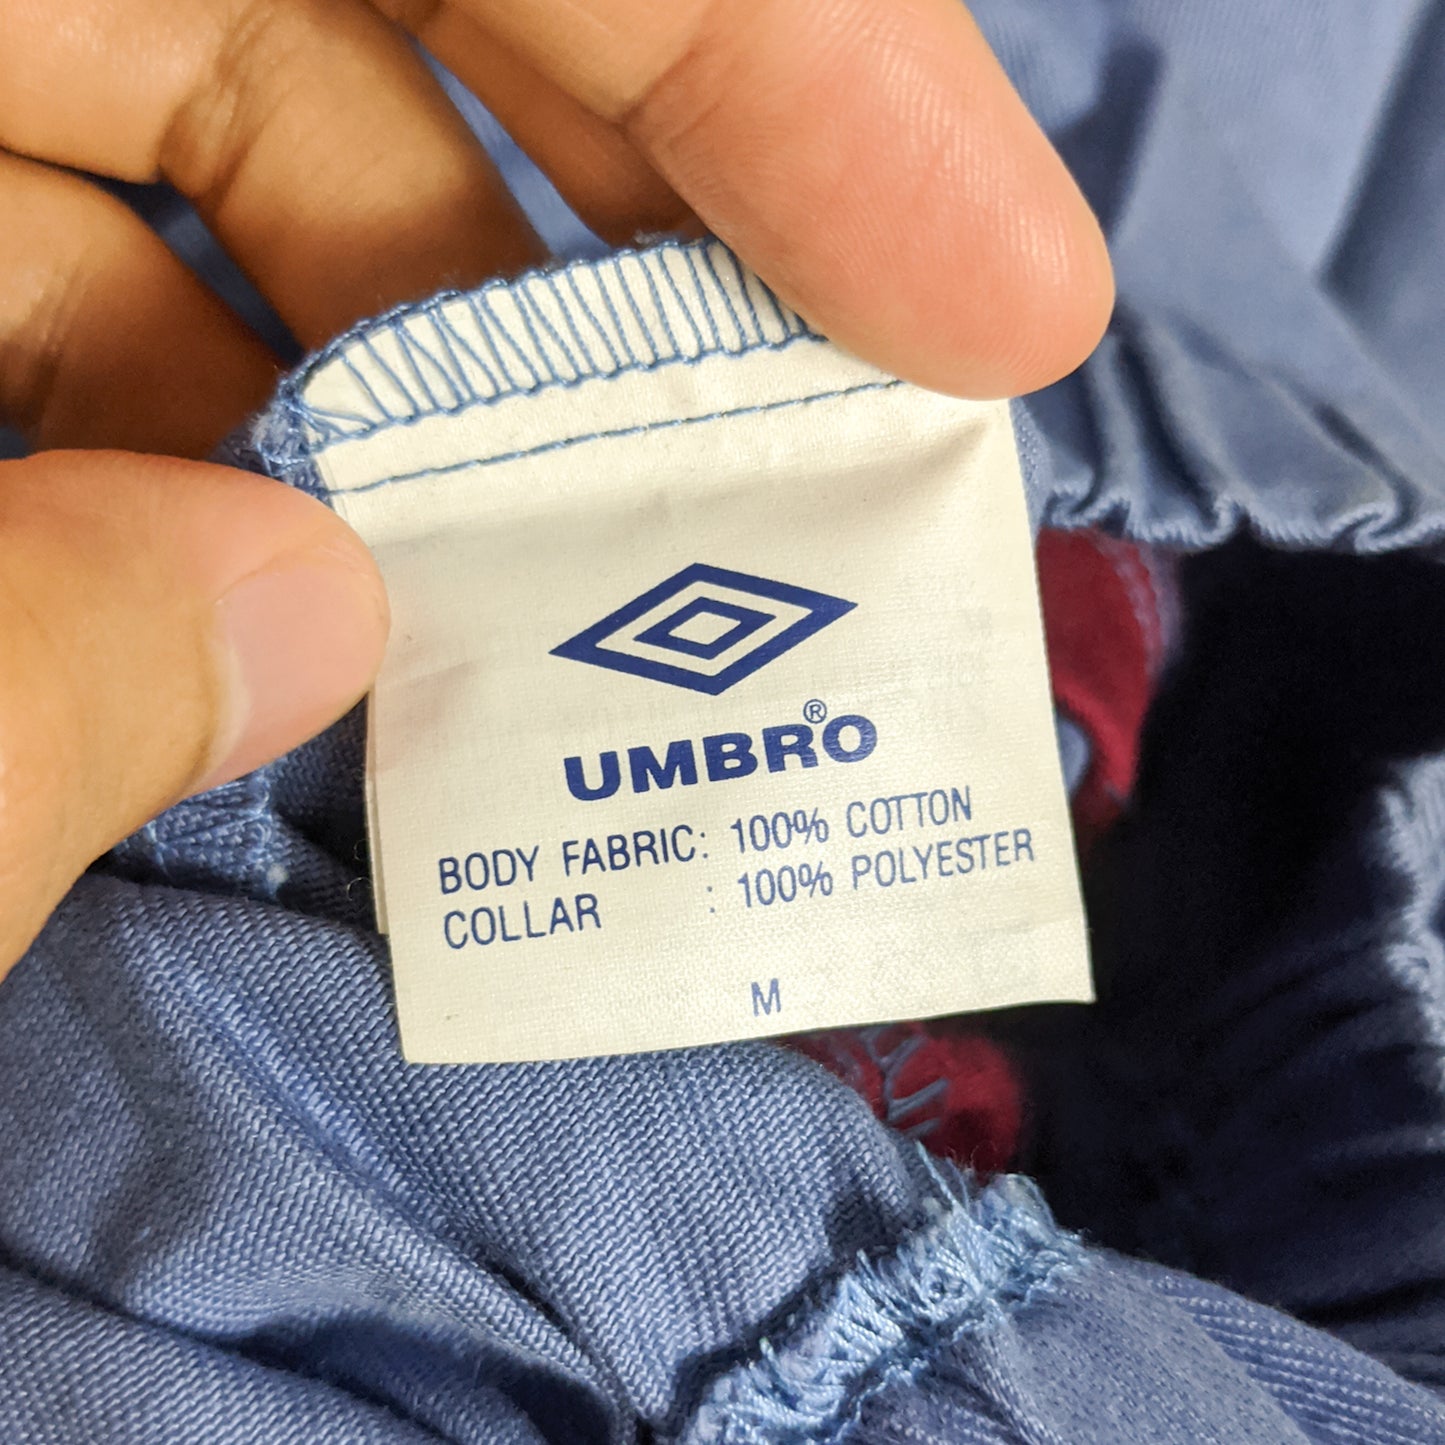 UMBRO®
BODY FABRIC: 100% COTTON
COLLAR : 100% POLYESTER
M